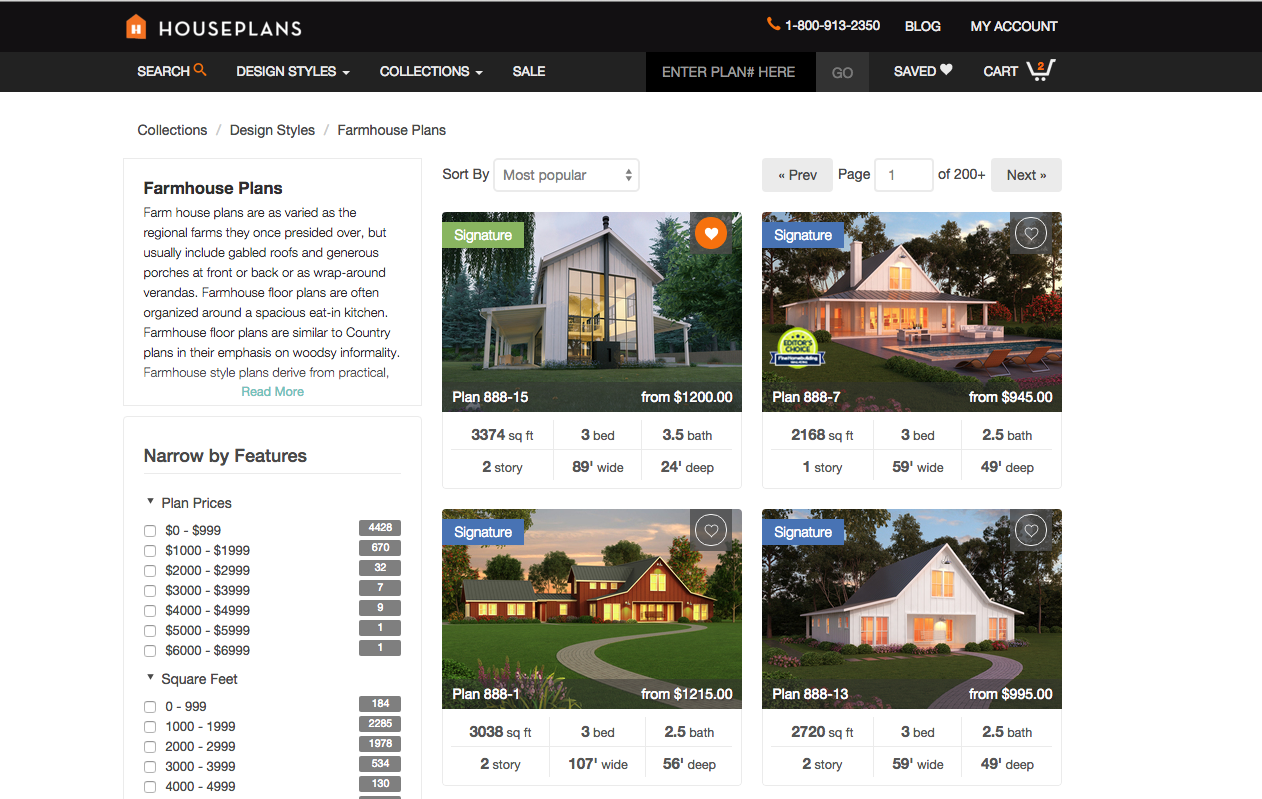 HOUSEPLANS
1-800-913-2350 BLOG MY ACCOUNT
SEARCH DESIGN STYLES COLLECTIONS SALE ENTER PLAN# HERE GO SAVED CART 2
Collections / Design Styles / Farmhouse Plans
Farmhouse Plans
Farm house plans are as varied as the
regional farms they once presided over, but
usually include gabled roofs and generous
porches at front or back or as wrap-around
verandas. Farmhouse floor plans are often
organized around a spacious eat-in kitchen.
Farmhouse floor plans are similar to Country
plans in their emphasis on woodsy informality.
Farmhouse style plans derive from practical,
Read More
Narrow by Features
Plan Prices
$0 - $999 4428
$1000 - $1999 670
$2000 - $2999 32
$3000 - $3999 7
$4000 - $4999 9
$5000 - $5999 1
$6000 - $6999 1
Square Feet
0 - 999 184
1000 - 1999 2285
2000 - 2999 1978
3000 - 3999 534
4000 - 4999 130
Sort By Most popular
« Prev Page 1 of 200+ Next »
Signature
Plan 888-15 from $1200.00
3374 sq ft 3 bed 3.5 bath
2 story 89' wide 24' deep
Signature
EDITOR'S
CHOICE
Fine Homebuilding
Plan 888-7 from $945.00
2168 sq ft 3 bed 2.5 bath
1 story 59' wide 49' deep
Signature
Plan 888-1 from $1215.00
3038 sq ft 3 bed 2.5 bath
2 story 107' wide 56' deep
Signature
Plan 888-13 from $995.00
2720 sq ft 3 bed 2.5 bath
2 story 59' wide 49' deep